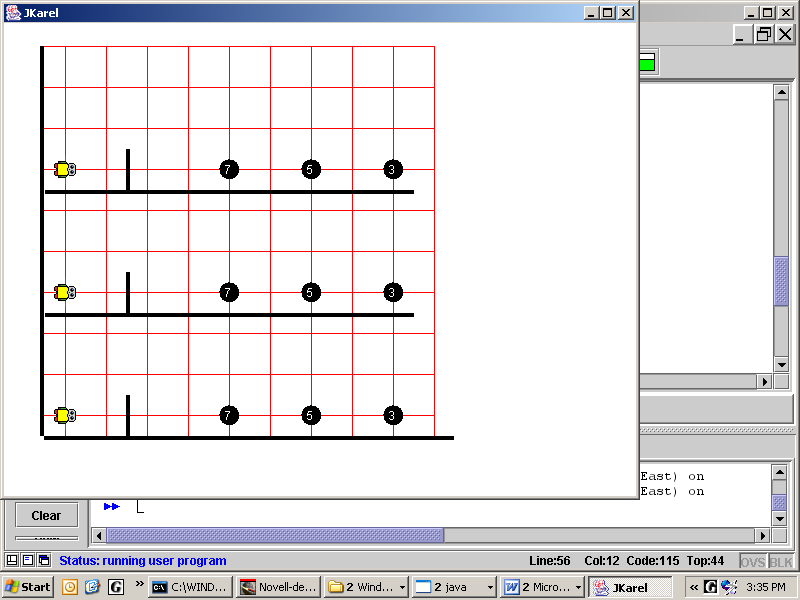 JKarel
7 5 3
7 5 3
7 5 3
East) on
East) on
Clear
Status: running user program
Line:56 Col:12 Code:115 Top:44
OVS BLK
Start
G
»
C:\WIND...
Novell-de...
2 Wind...
2 java
2 Micro...
JKarel
«
G
3:35 PM